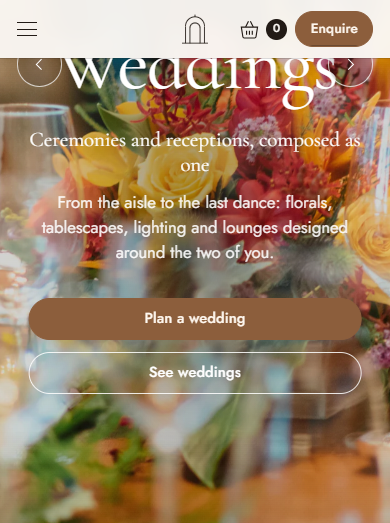 0
Enquire
Weddings
Ceremonies and receptions, composed as
one
From the aisle to the last dance: florals,
tablescapes, lighting and lounges designed
around the two of you.
Plan a wedding
See weddings